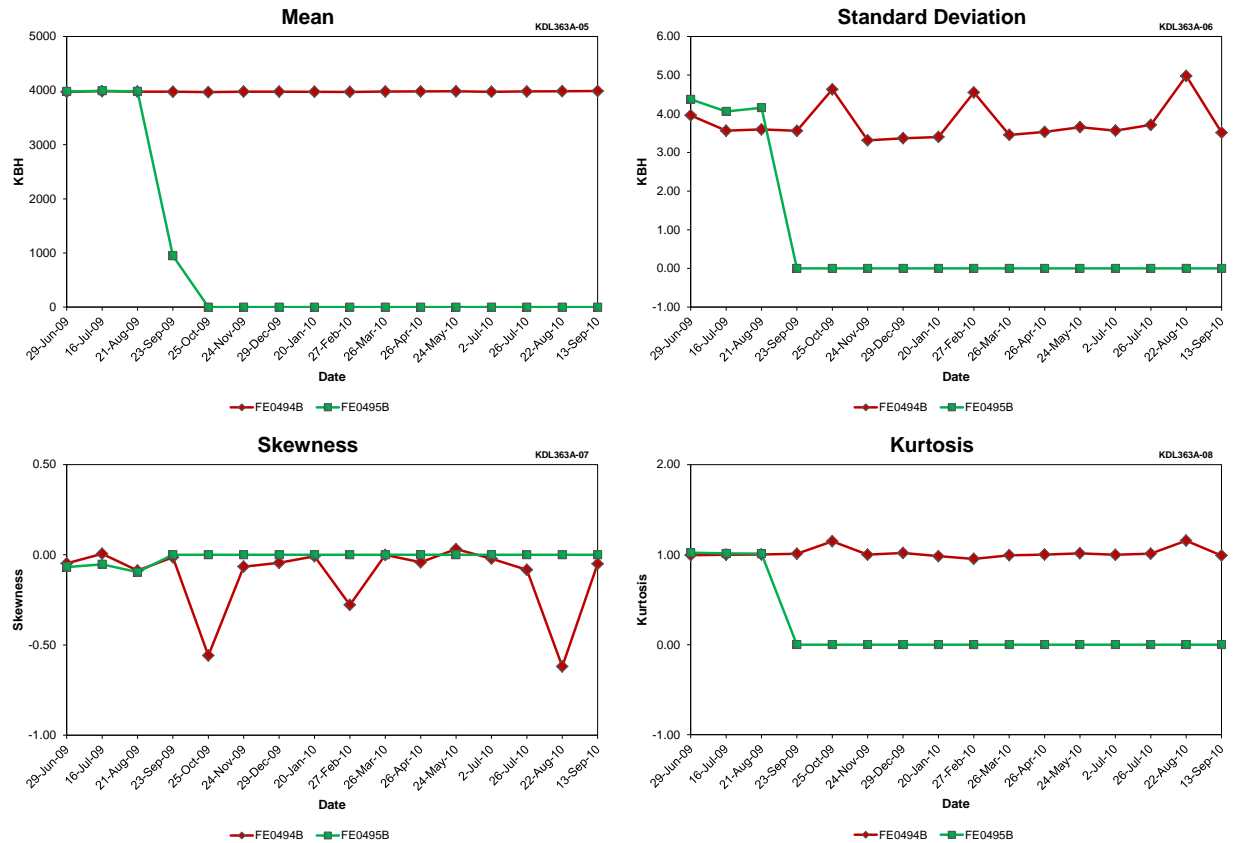 Mean
KDL363A-05
5000
4000
3000
2000
1000
0
KBH
29-Jun-09
16-Jul-09
21-Aug-09
23-Sep-09
25-Oct-09
24-Nov-09
29-Dec-09
20-Jan-10
27-Feb-10
26-Mar-10
26-Apr-10
24-May-10
2-Jul-10
26-Jul-10
22-Aug-10
13-Sep-10
Date
FE0494B FE0495B
Standard Deviation
KDL363A-06
6.00
5.00
4.00
3.00
2.00
1.00
0.00
-1.00
KBH
29-Jun-09
16-Jul-09
21-Aug-09
23-Sep-09
25-Oct-09
24-Nov-09
29-Dec-09
20-Jan-10
27-Feb-10
26-Mar-10
26-Apr-10
24-May-10
2-Jul-10
26-Jul-10
22-Aug-10
13-Sep-10
Date
FE0494B FE0495B
Skewness
KDL363A-07
0.50
0.00
-0.50
-1.00
Skewness
29-Jun-09
16-Jul-09
21-Aug-09
23-Sep-09
25-Oct-09
24-Nov-09
29-Dec-09
20-Jan-10
27-Feb-10
26-Mar-10
26-Apr-10
24-May-10
2-Jul-10
26-Jul-10
22-Aug-10
13-Sep-10
Date
FE0494B FE0495B
Kurtosis
KDL363A-08
2.00
1.00
0.00
-1.00
Kurtosis
29-Jun-09
16-Jul-09
21-Aug-09
23-Sep-09
25-Oct-09
24-Nov-09
29-Dec-09
20-Jan-10
27-Feb-10
26-Mar-10
26-Apr-10
24-May-10
2-Jul-10
26-Jul-10
22-Aug-10
13-Sep-10
Date
FE0494B FE0495B